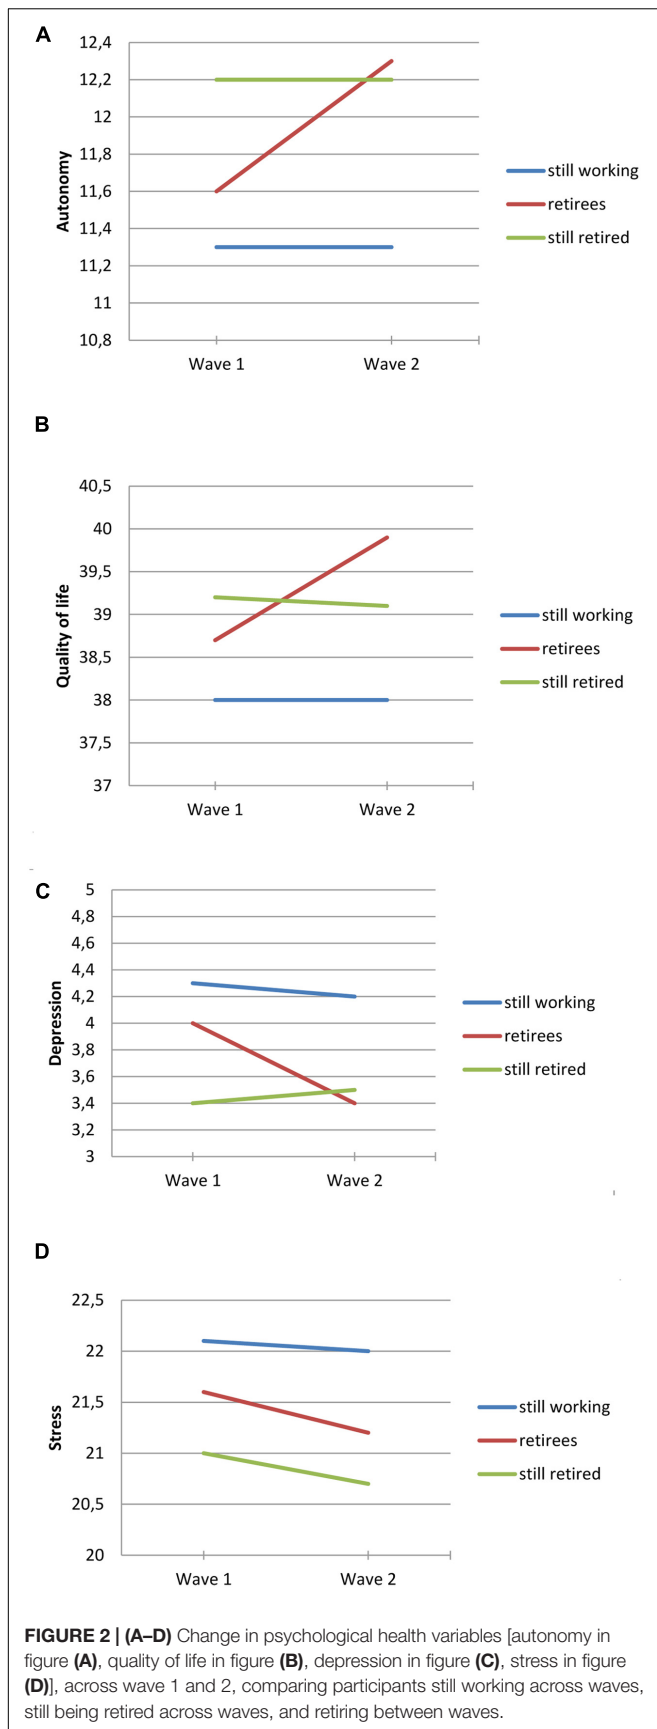 A
12,4
12,2
12
11,8
11,6
11,4
11,2
11
10,8
Autonomy
Wave 1 Wave 2
still working
retirees
still retired
B
40,5
40
39,5
39
38,5
38
37,5
37
Quality of life
Wave 1 Wave 2
still working
retirees
still retired
C
5
4,8
4,6
4,4
4,2
4
3,8
3,6
3,4
3,2
3
Depression
Wave 1 Wave 2
still working
retirees
still retired
D
22,5
22
21,5
21
20,5
20
Stress
Wave 1 Wave 2
still working
retirees
still retired
FIGURE 2 | (A–D) Change in psychological health variables [autonomy in
figure (A), quality of life in figure (B), depression in figure (C), stress in figure
(D)], across wave 1 and 2, comparing participants still working across waves,
still being retired across waves, and retiring between waves.